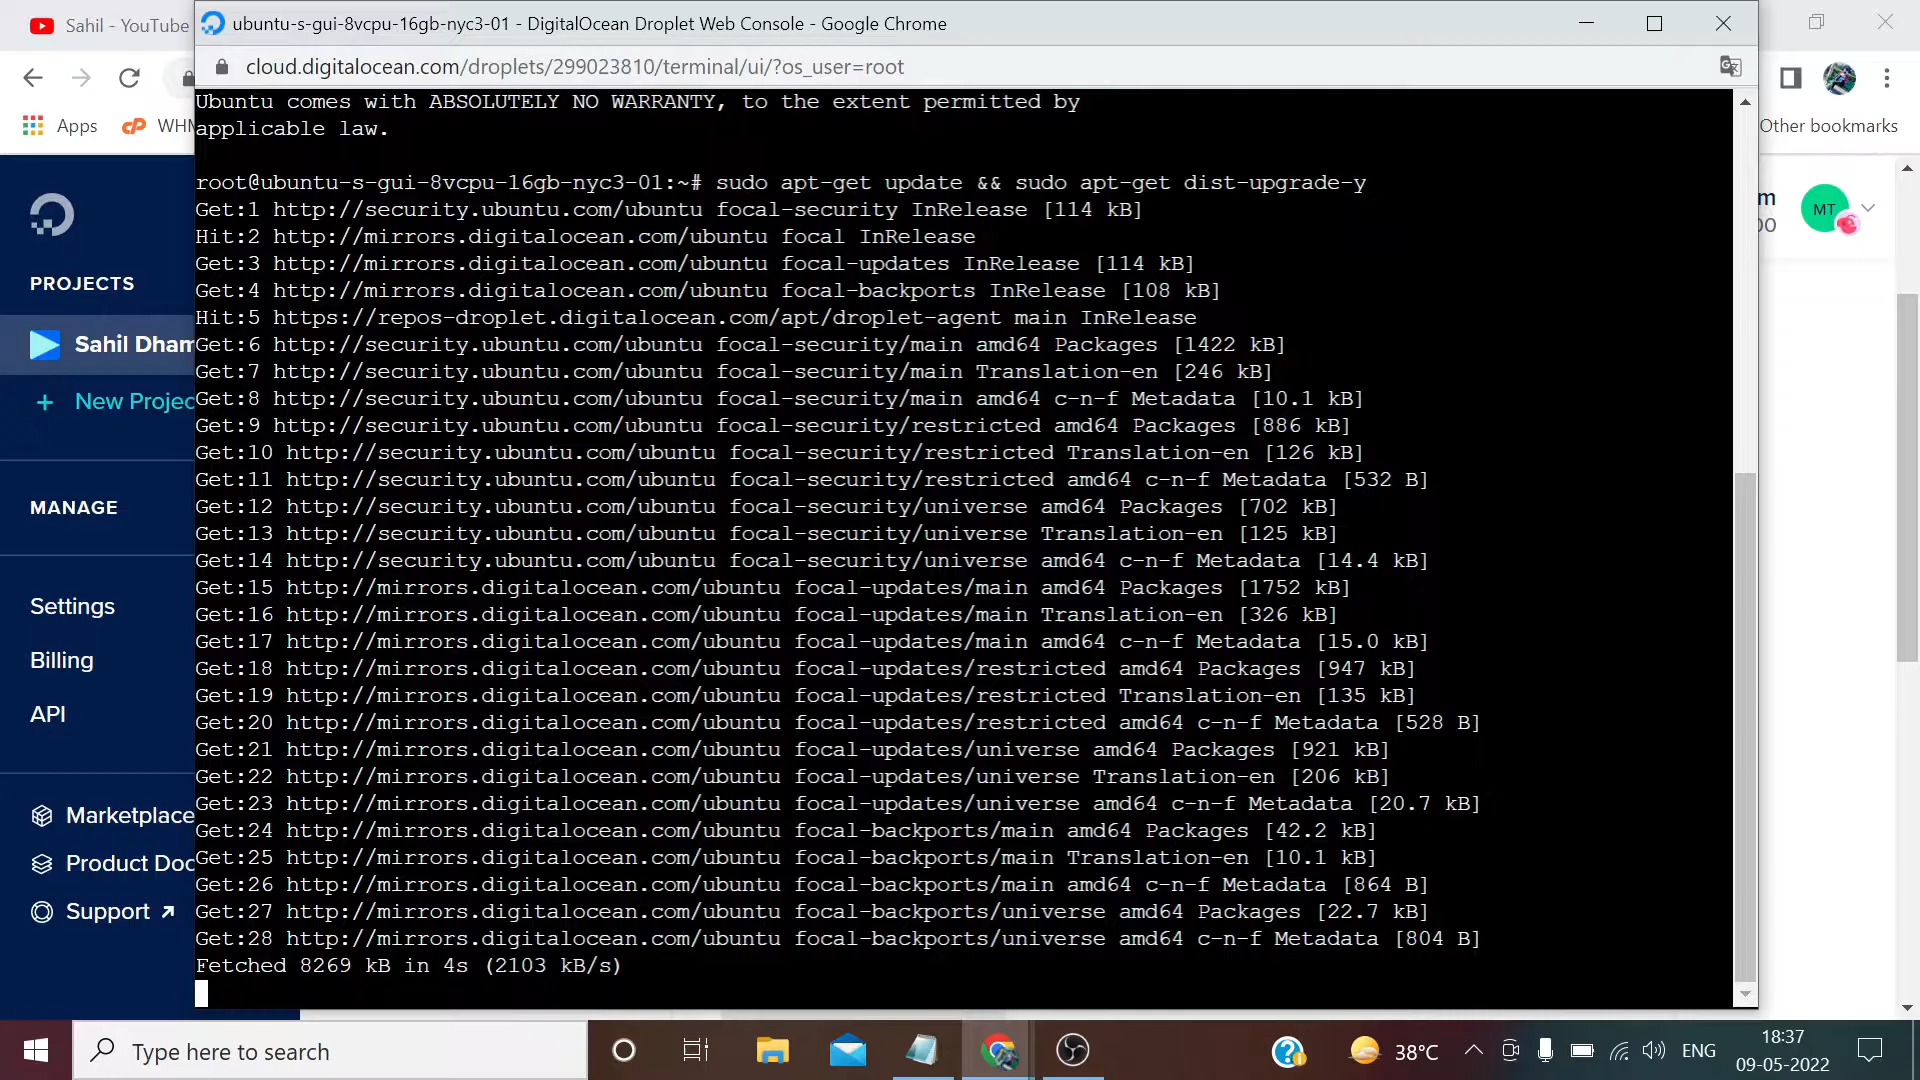 Sahil - YouTube
ubuntu-s-gui-8vcpu-16gb-nyc3-01 - DigitalOcean Droplet Web Console - Google Chrome
cloud.digitalocean.com/droplets/299023810/terminal/ui/?os_user=root
Apps
WHM
Other bookmarks
Ubuntu comes with ABSOLUTELY NO WARRANTY, to the extent permitted by
applicable law.
root@ubuntu-s-gui-8vcpu-16gb-nyc3-01:~# sudo apt-get update && sudo apt-get dist-upgrade-y
Get:1 http://security.ubuntu.com/ubuntu focal-security InRelease [114 kB]
Hit:2 http://mirrors.digitalocean.com/ubuntu focal InRelease
Get:3 http://mirrors.digitalocean.com/ubuntu focal-updates InRelease [114 kB]
Get:4 http://mirrors.digitalocean.com/ubuntu focal-backports InRelease [108 kB]
Hit:5 https://repos-droplet.digitalocean.com/apt/droplet-agent main InRelease
Get:6 http://security.ubuntu.com/ubuntu focal-security/main amd64 Packages [1422 kB]
Get:7 http://security.ubuntu.com/ubuntu focal-security/main Translation-en [246 kB]
Get:8 http://security.ubuntu.com/ubuntu focal-security/main amd64 c-n-f Metadata [10.1 kB]
Get:9 http://security.ubuntu.com/ubuntu focal-security/restricted amd64 Packages [886 kB]
Get:10 http://security.ubuntu.com/ubuntu focal-security/restricted Translation-en [126 kB]
Get:11 http://security.ubuntu.com/ubuntu focal-security/restricted amd64 c-n-f Metadata [532 B]
Get:12 http://security.ubuntu.com/ubuntu focal-security/universe amd64 Packages [702 kB]
Get:13 http://security.ubuntu.com/ubuntu focal-security/universe Translation-en [125 kB]
Get:14 http://security.ubuntu.com/ubuntu focal-security/universe amd64 c-n-f Metadata [14.4 kB]
Get:15 http://mirrors.digitalocean.com/ubuntu focal-updates/main amd64 Packages [1752 kB]
Get:16 http://mirrors.digitalocean.com/ubuntu focal-updates/main Translation-en [326 kB]
Get:17 http://mirrors.digitalocean.com/ubuntu focal-updates/main amd64 c-n-f Metadata [15.0 kB]
Get:18 http://mirrors.digitalocean.com/ubuntu focal-updates/restricted amd64 Packages [947 kB]
Get:19 http://mirrors.digitalocean.com/ubuntu focal-updates/restricted Translation-en [135 kB]
Get:20 http://mirrors.digitalocean.com/ubuntu focal-updates/restricted amd64 c-n-f Metadata [528 B]
Get:21 http://mirrors.digitalocean.com/ubuntu focal-updates/universe amd64 Packages [921 kB]
Get:22 http://mirrors.digitalocean.com/ubuntu focal-updates/universe Translation-en [206 kB]
Get:23 http://mirrors.digitalocean.com/ubuntu focal-updates/universe amd64 c-n-f Metadata [20.7 kB]
Get:24 http://mirrors.digitalocean.com/ubuntu focal-backports/main amd64 Packages [42.2 kB]
Get:25 http://mirrors.digitalocean.com/ubuntu focal-backports/main Translation-en [10.1 kB]
Get:26 http://mirrors.digitalocean.com/ubuntu focal-backports/main amd64 c-n-f Metadata [864 B]
Get:27 http://mirrors.digitalocean.com/ubuntu focal-backports/universe amd64 Packages [22.7 kB]
Get:28 http://mirrors.digitalocean.com/ubuntu focal-backports/universe amd64 c-n-f Metadata [804 B]
Fetched 8269 kB in 4s (2103 kB/s)
PROJECTS
Sahil Dham
+ New Projec
MANAGE
Settings
Billing
API
Marketplace
Product Doc
Support
m
00
MT
Type here to search
38°C
ENG
18:37
09-05-2022